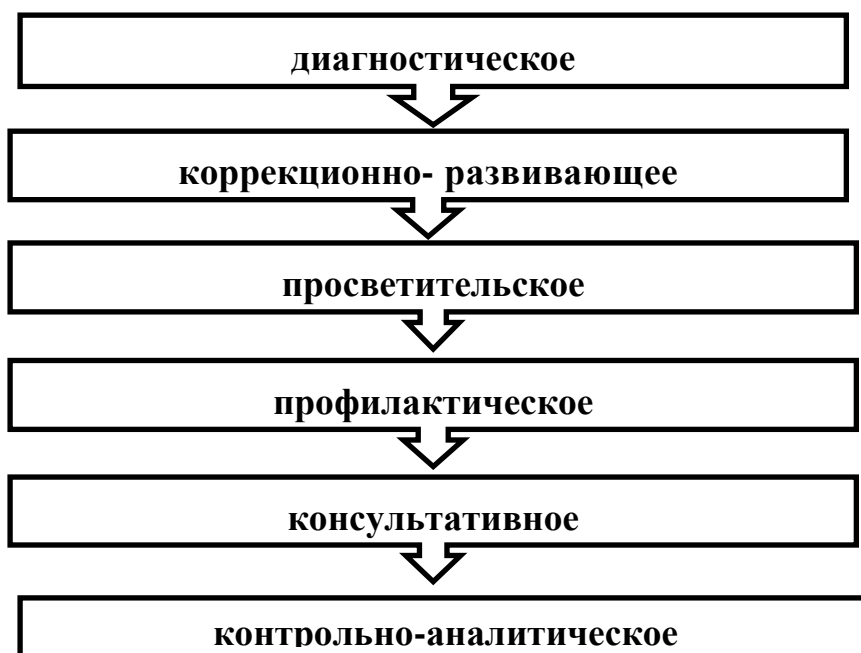 диагностическое
коррекционно- развивающее
просветительское
профилактическое
консультативное
контрольно-аналитическое